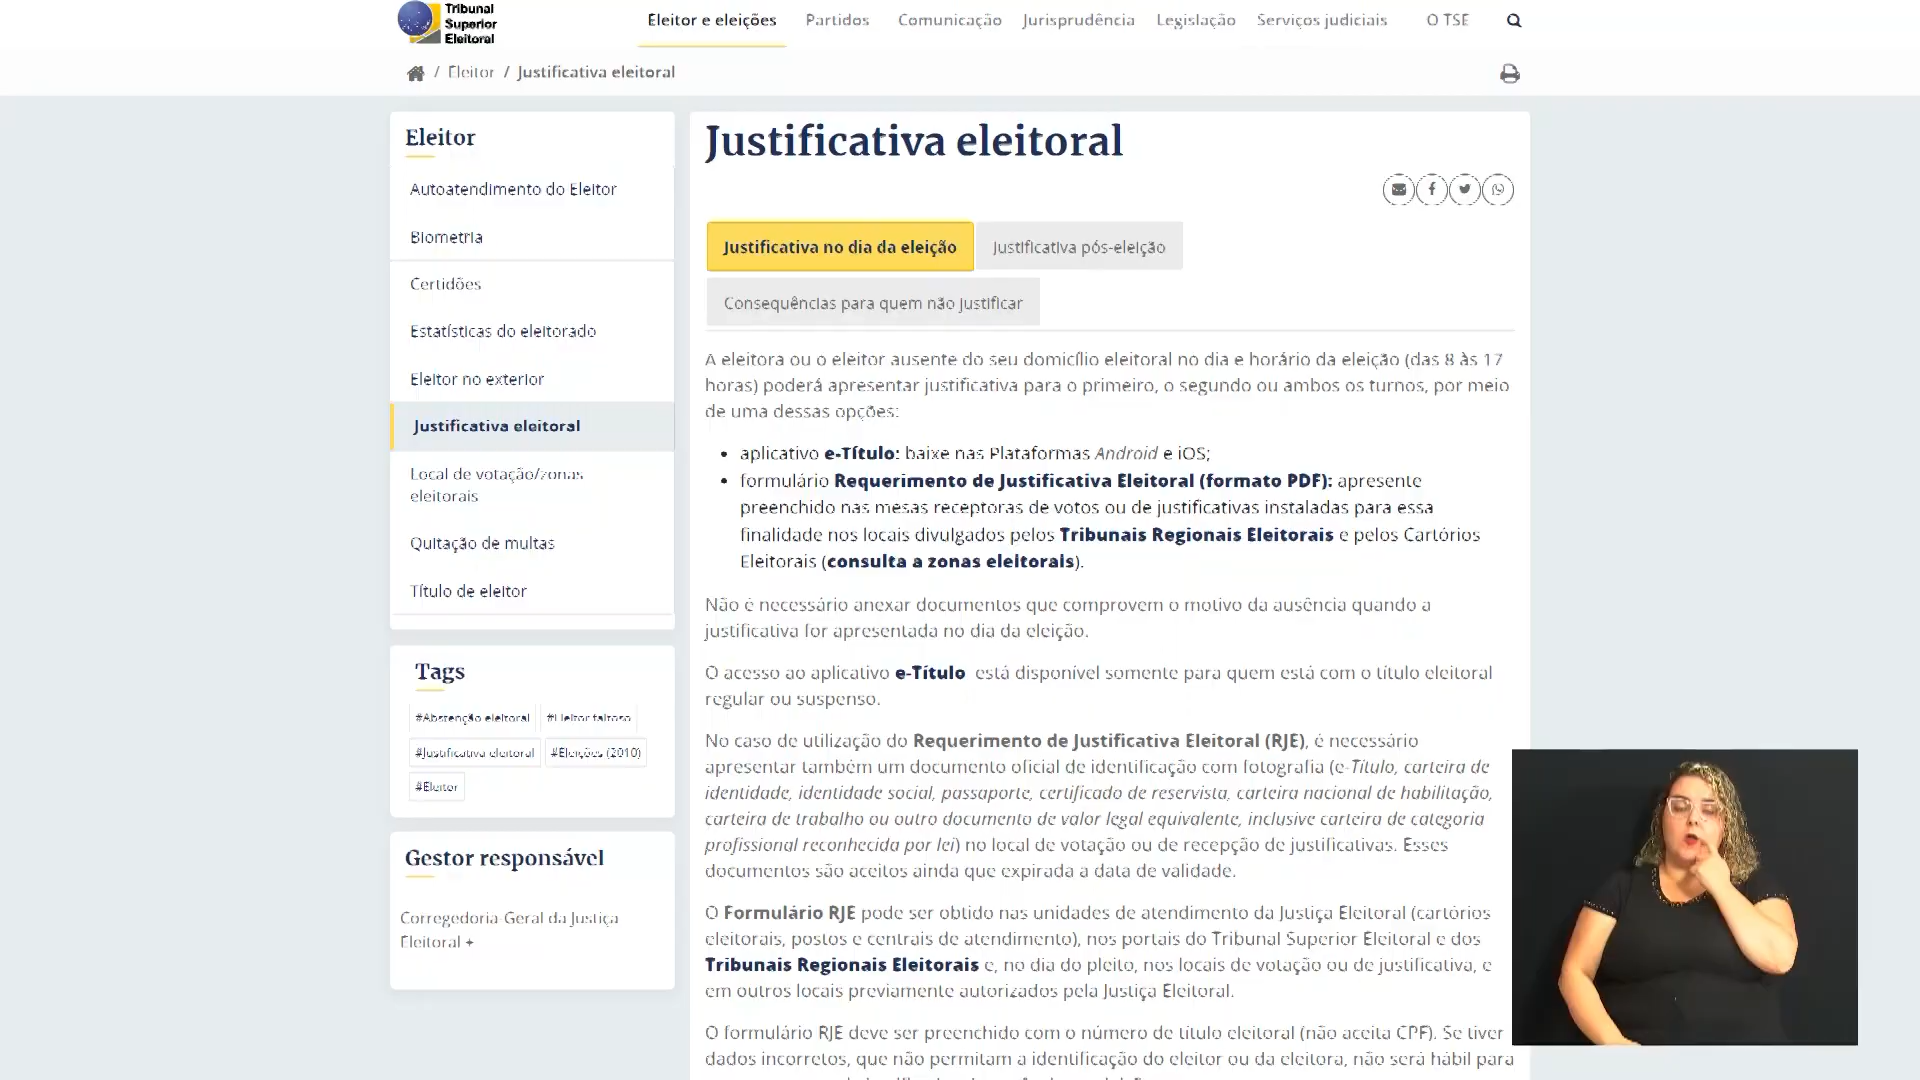 Tribunal
Superior
Eleitoral
Eleitor e eleições
Partidos
Comunicação
Jurisprudência
Legislação
Serviços judiciais
O TSE
/ Eleitor / Justificativa eleitoral
Eleitor
Autoatendimento do Eleitor
Biometria
Certidões
Estatísticas do eleitorado
Eleitor no exterior
Justificativa eleitoral
Local de votação/zonas
eleitorais
Quitação de multas
Título de eleitor
Tags
#Abstenção eleitoral #Eleitor faltoso
#Justificativa eleitoral #Eleições (2010)
#Eleitor
Gestor responsável
Corregedoria-Geral da Justiça
Eleitoral +
Justificativa eleitoral
Justificativa no dia da eleição
Justificativa pós-eleição
Consequências para quem não justificar
A eleitora ou o eleitor ausente do seu domicílio eleitoral no dia e horário da eleição (das 8 às 17
horas) poderá apresentar justificativa para o primeiro, o segundo ou ambos os turnos, por meio
de uma dessas opções:
• aplicativo e-Título: baixe nas Plataformas Android e iOS;
• formulário Requerimento de Justificativa Eleitoral (formato PDF): apresente
preenchido nas mesas receptoras de votos ou de justificativas instaladas para essa
finalidade nos locais divulgados pelos Tribunais Regionais Eleitorais e pelos Cartórios
Eleitorais (consulta a zonas eleitorais).
Não é necessário anexar documentos que comprovem o motivo da ausência quando a
justificativa for apresentada no dia da eleição.
O acesso ao aplicativo e-Título está disponível somente para quem está com o título eleitoral
regular ou suspenso.
No caso de utilização do Requerimento de Justificativa Eleitoral (RJE), é necessário
apresentar também um documento oficial de identificação com fotografia (e-Título, carteira de
identidade, identidade social, passaporte, certificado de reservista, carteira nacional de habilitação,
carteira de trabalho ou outro documento de valor legal equivalente, inclusive carteira de categoria
profissional reconhecida por lei) no local de votação ou de recepção de justificativas. Esses
documentos são aceitos ainda que expirada a data de validade.
O Formulário RJE pode ser obtido nas unidades de atendimento da Justiça Eleitoral (cartórios
eleitorais, postos e centrais de atendimento), nos portais do Tribunal Superior Eleitoral e dos
Tribunais Regionais Eleitorais e, no dia do pleito, nos locais de votação ou de justificativa, e
em outros locais previamente autorizados pela Justiça Eleitoral.
O formulário RJE deve ser preenchido com o número de título eleitoral (não aceita CPF). Se tiver
dados incorretos, que não permitam a identificação do eleitor ou da eleitora, não será hábil para